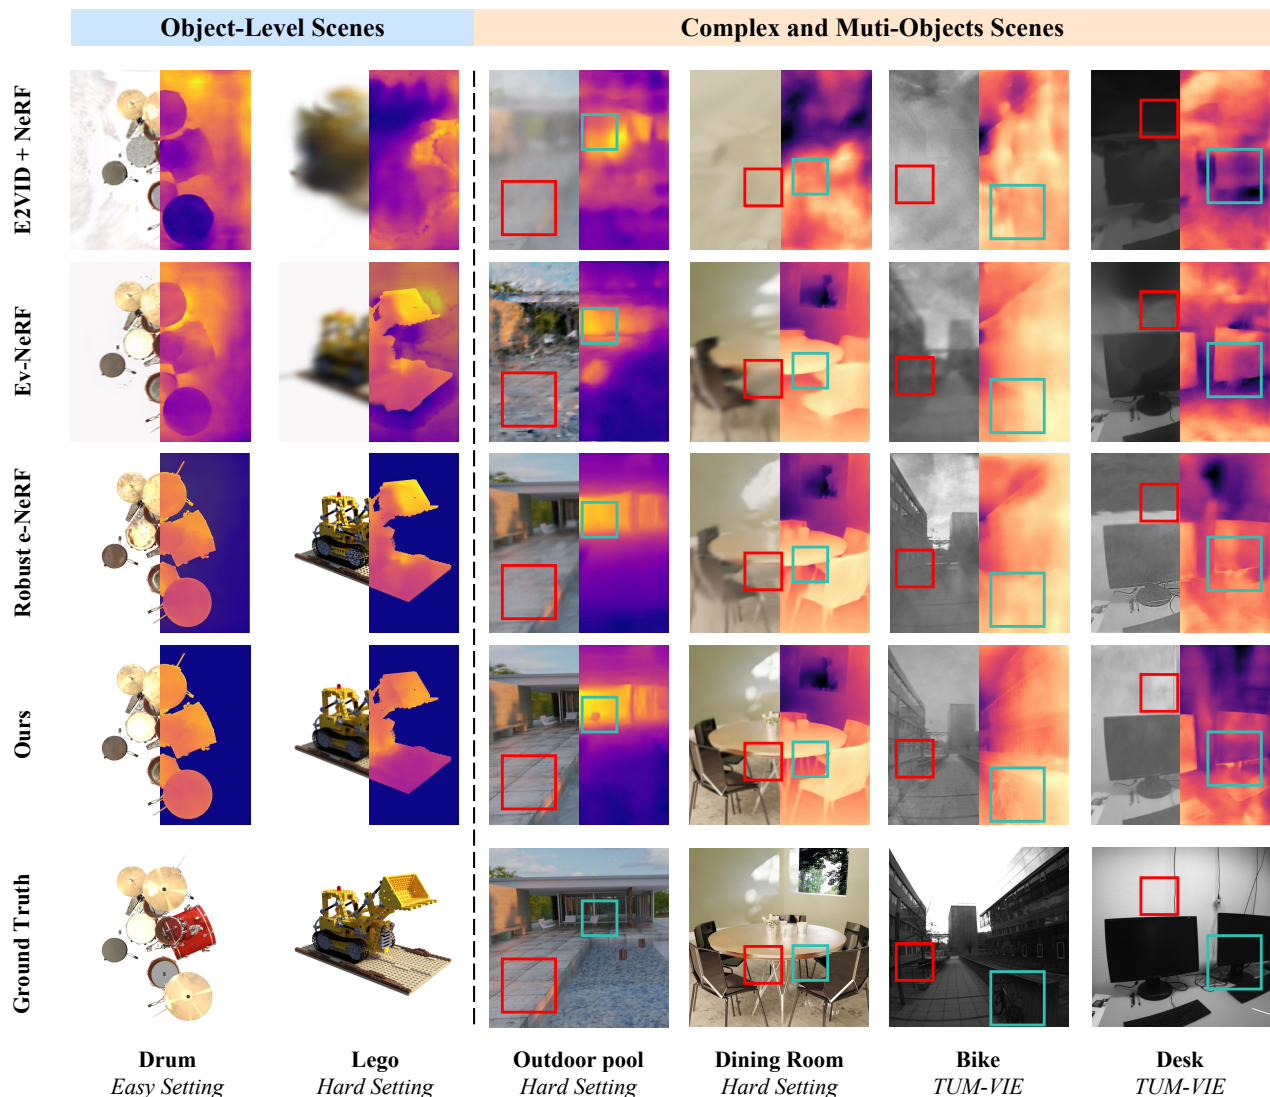 Object-Level Scenes
Complex and Muti-Objects Scenes
E2VID + NeRF
Ev-NeRF
Robust e-NeRF
Ours
Ground Truth
Drum
Easy Setting
Lego
Hard Setting
Outdoor pool
Hard Setting
Dining Room
Hard Setting
Bike
TUM-VIE
Desk
TUM-VIE